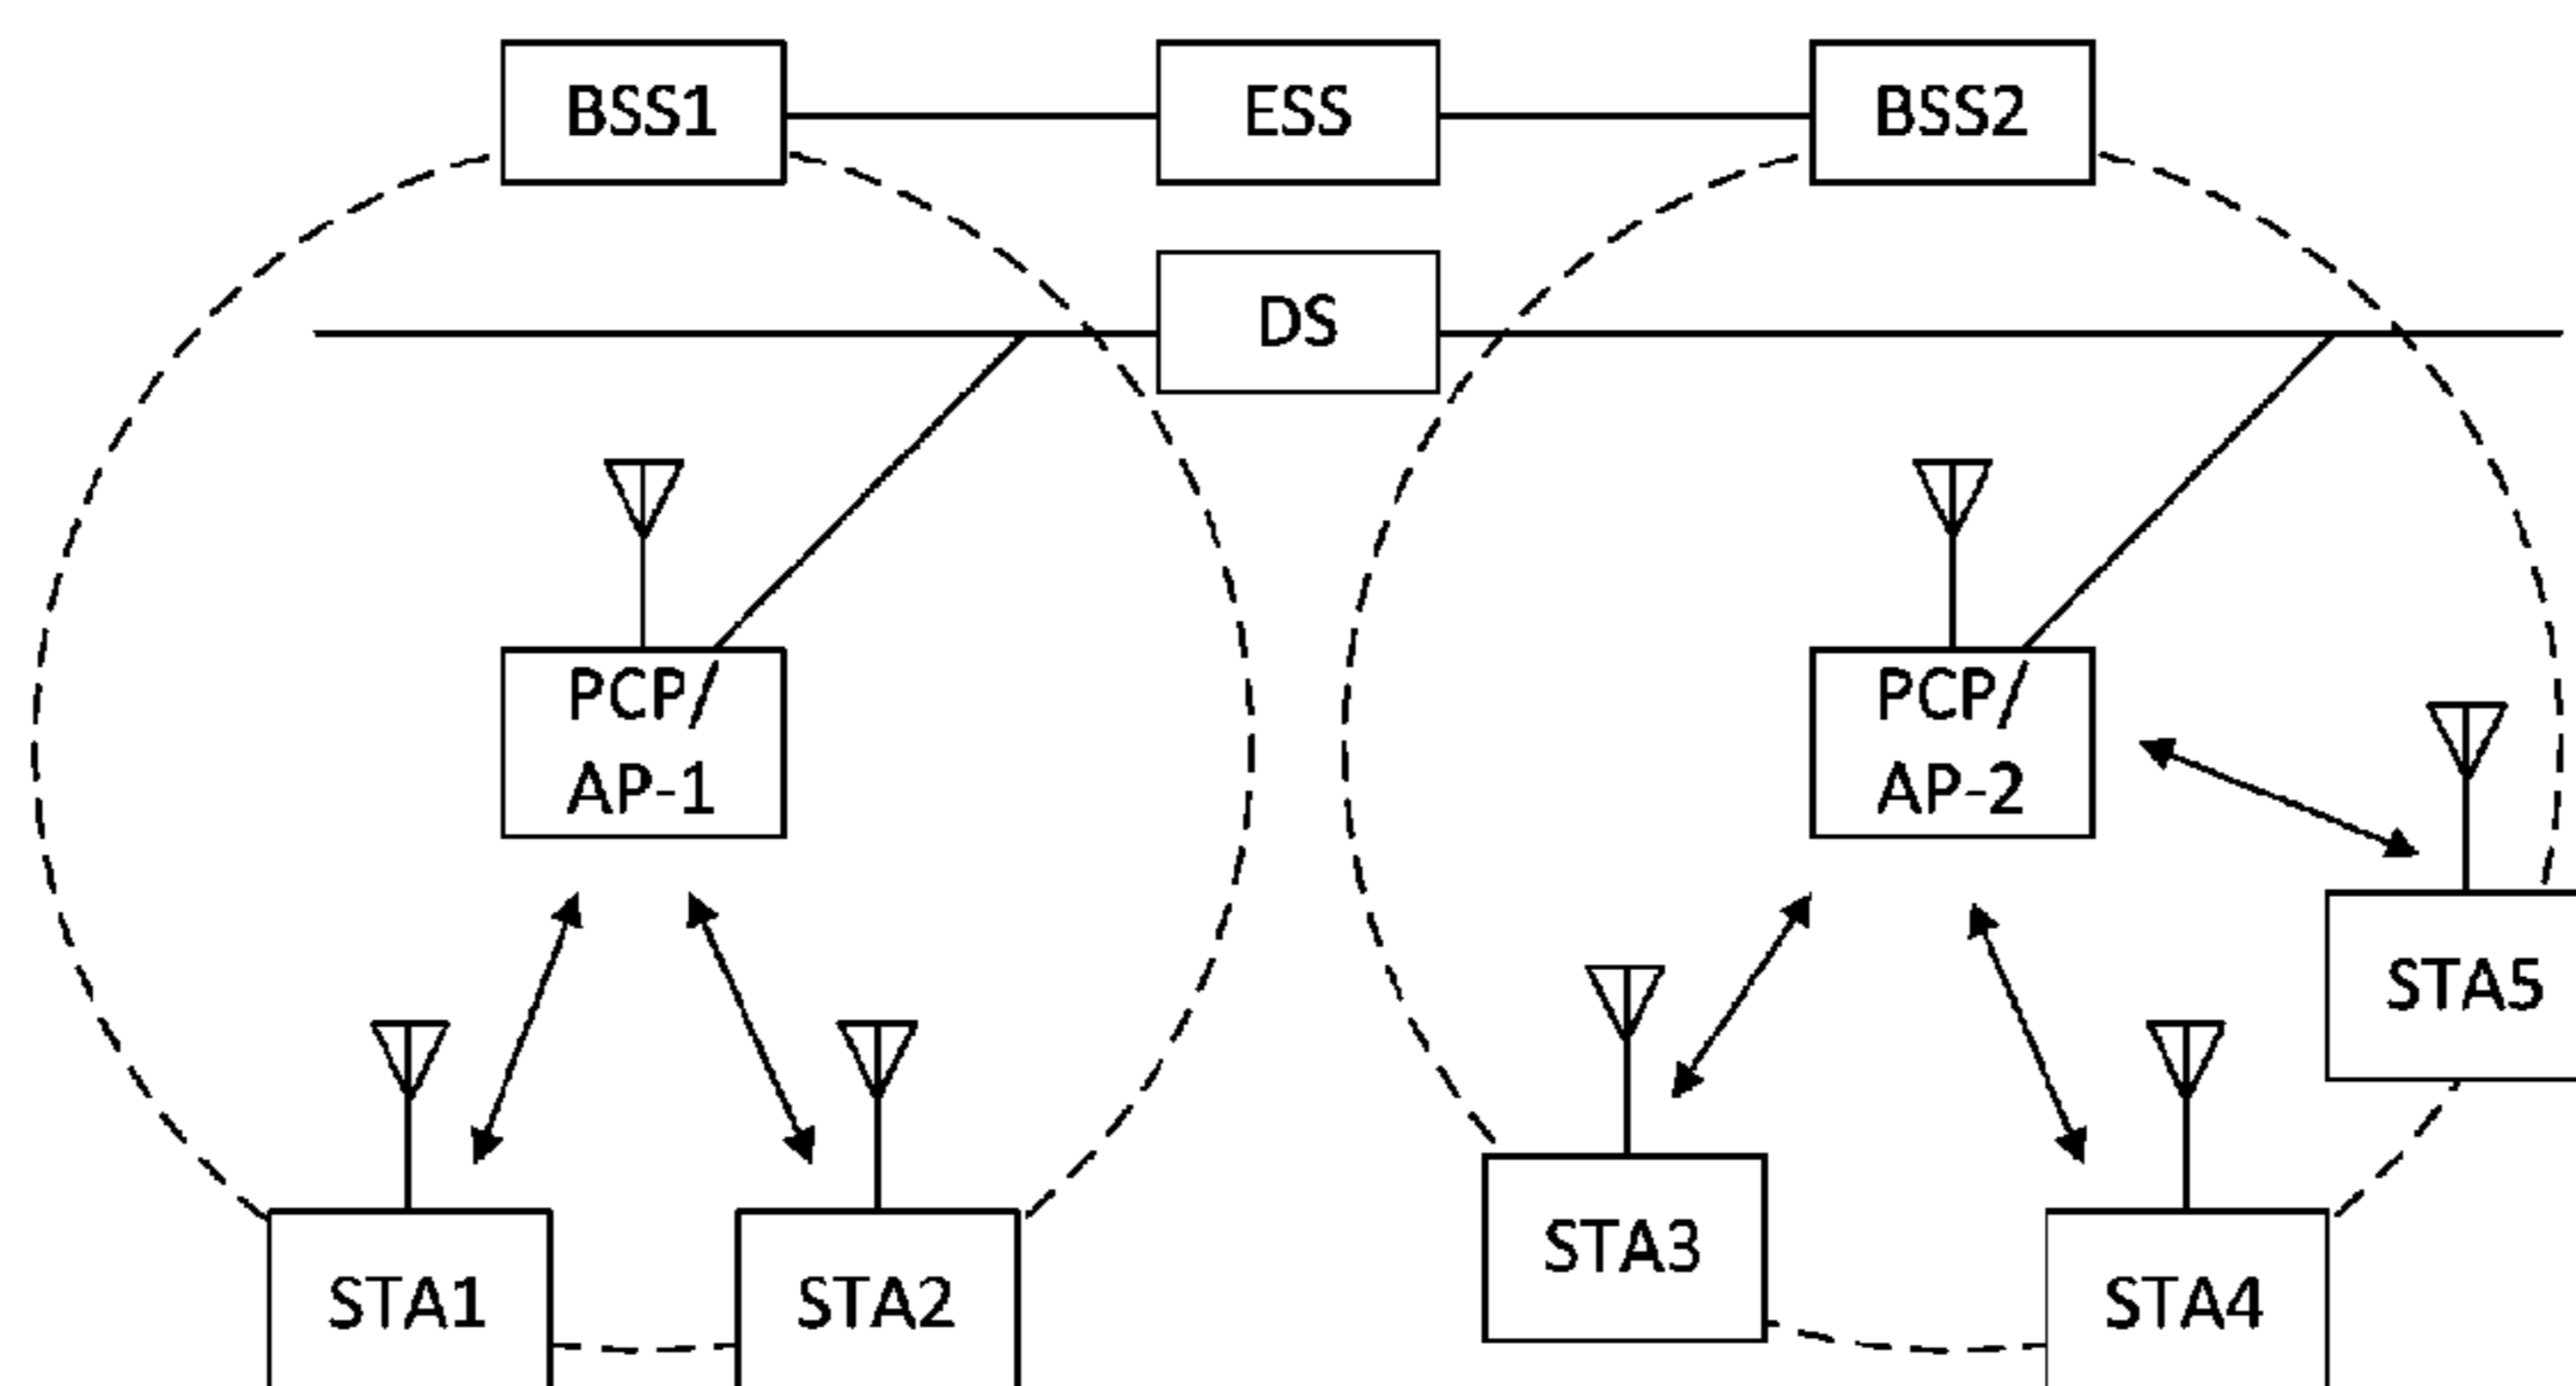 BSS1
ESS
BSS2
DS
PCP/
AP-1
PCP/
AP-2
STA5
STA3
STA1
STA2
STA4